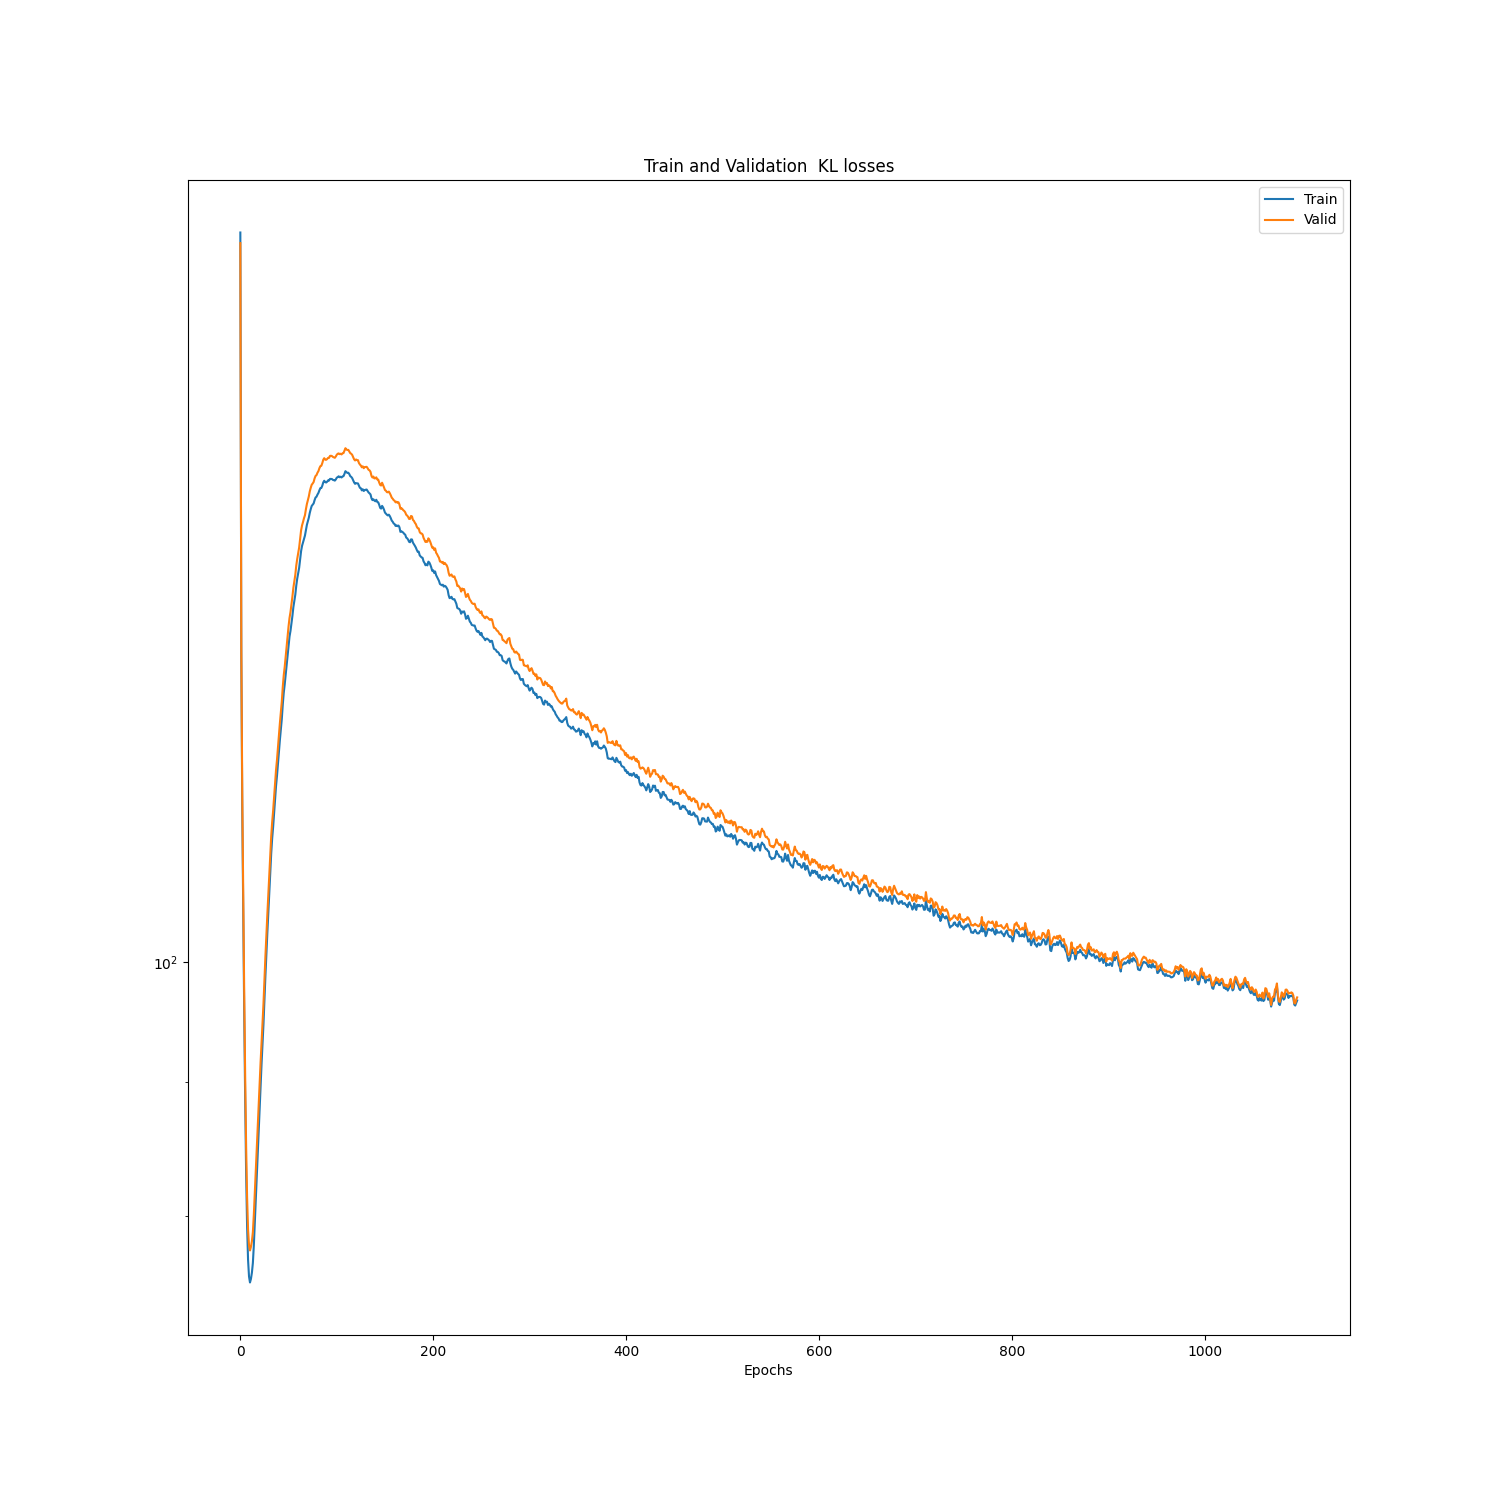 Train and Validation  KL losses
Train
Valid
10²
0 200 400 600 800 1000
Epochs